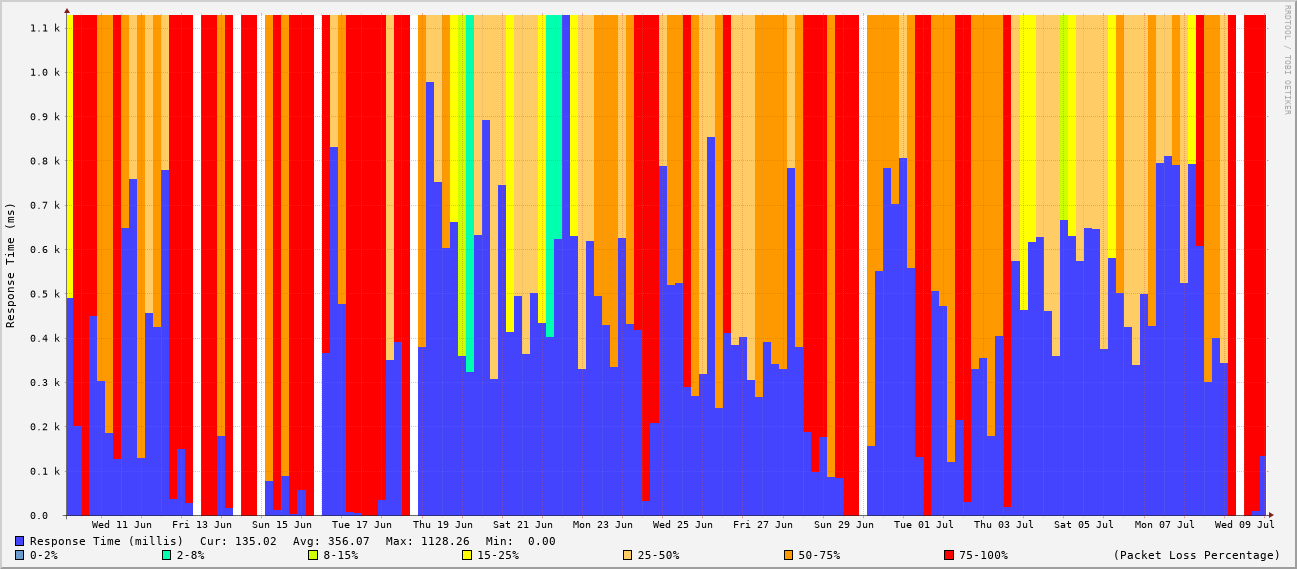 RRDTOOL / TOBI OETIKER
Response Time (ms)
1.1 k
1.0 k
0.9 k
0.8 k
0.7 k
0.6 k
0.5 k
0.4 k
0.3 k
0.2 k
0.1 k
0.0
Wed 11 Jun Fri 13 Jun Sun 15 Jun Tue 17 Jun Thu 19 Jun Sat 21 Jun Mon 23 Jun Wed 25 Jun Fri 27 Jun Sun 29 Jun Tue 01 Jul Thu 03 Jul Sat 05 Jul Mon 07 Jul Wed 09 Jul
Response Time (millis) Cur: 135.02 Avg: 356.07 Max: 1128.26 Min: 0.00
0-2% 2-8% 8-15% 15-25% 25-50% 50-75% 75-100% (Packet Loss Percentage)